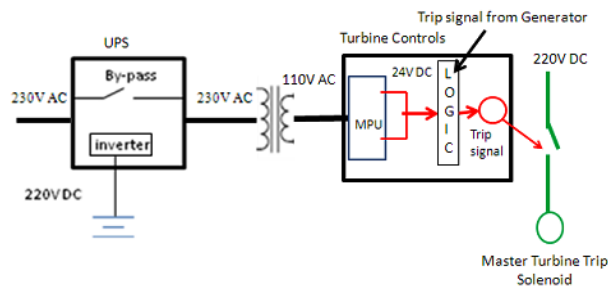 Trip signal from Generator
UPS
Turbine Controls
By-pass
230V AC
230V AC
110V AC
24V DC
220V DC
LOGIC
MPU
inverter
Trip
signal
220V DC
Master Turbine Trip
Solenoid